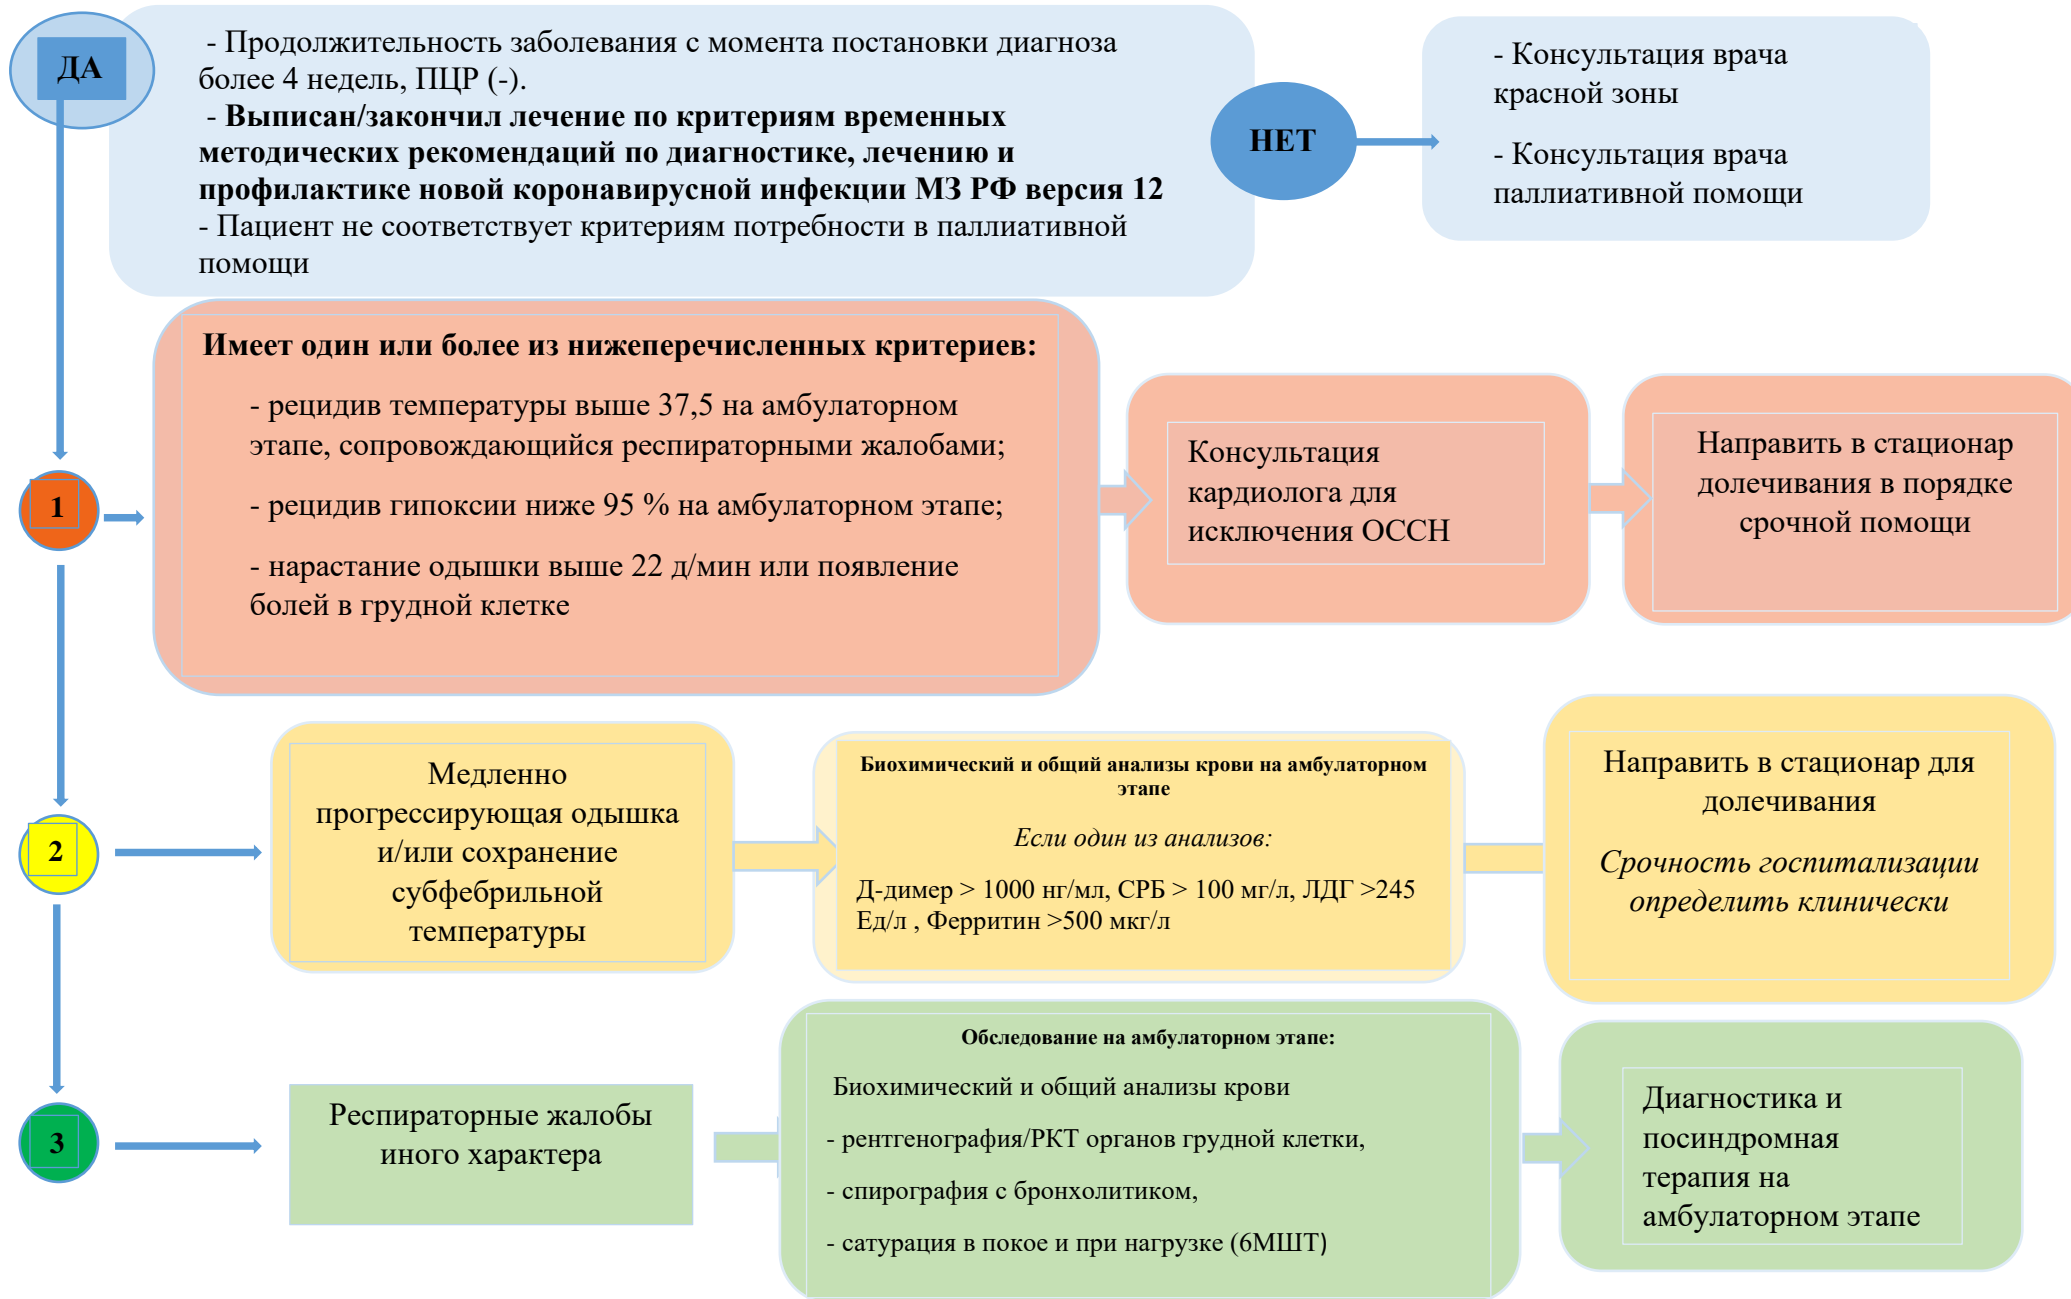 ДА
- Продолжительность заболевания с момента постановки диагноза
более 4 недель, ПЦР (-).
- Выписан/закончил лечение по критериям временных
методических рекомендаций по диагностике, лечению и
профилактике новой коронавирусной инфекции МЗ РФ версия 12
- Пациент не соответствует критериям потребности в паллиативной
помощи
НЕТ
- Консультация врача
красной зоны
- Консультация врача
паллиативной помощи
1
Имеет один или более из нижеперечисленных критериев:
- рецидив температуры выше 37,5 на амбулаторном
этапе, сопровождающийся респираторными жалобами;
- рецидив гипоксии ниже 95 % на амбулаторном этапе;
- нарастание одышки выше 22 д/мин или появление
болей в грудной клетке
Консультация
кардиолога для
исключения ОССН
Направить в стационар
долечивания в порядке
срочной помощи
2
Медленно
прогрессирующая одышка
и/или сохранение
субфебрильной
температуры
Биохимический и общий анализы крови на амбулаторном
этапе
Если один из анализов:
Д-димер > 1000 нг/мл, СРБ > 100 мг/л, ЛДГ >245
Ед/л , Ферритин >500 мкг/л
Направить в стационар для
долечивания
Срочность госпитализации
определить клинически
3
Респираторные жалобы
иного характера
Обследование на амбулаторном этапе:
Биохимический и общий анализы крови
- рентгенография/РКТ органов грудной клетки,
- спирография с бронхолитиком,
- сатурация в покое и при нагрузке (6МШТ)
Диагностика и
посиндромная
терапия на
амбулаторном этапе